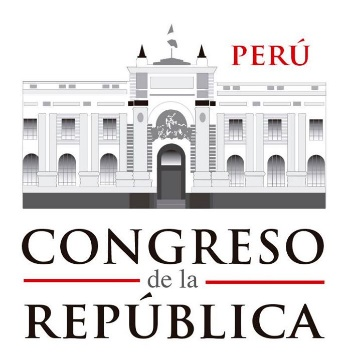 PERÚ
CONGRESO
de la
REPÚBLICA